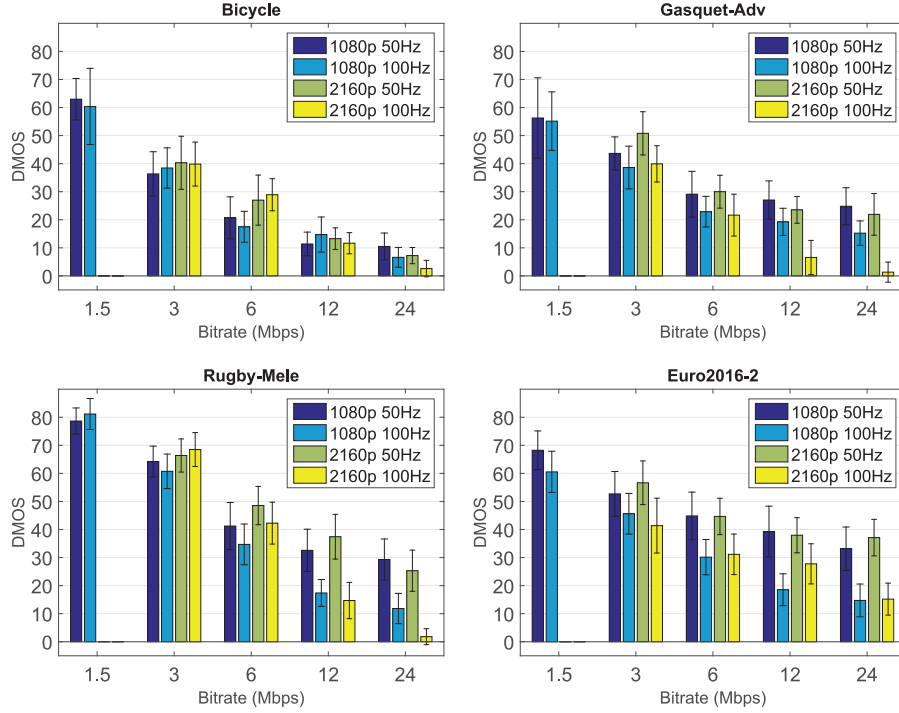 Bicycle
80
70
60
50
40
30
20
10
0
DMOS
1080p 50Hz
1080p 100Hz
2160p 50Hz
2160p 100Hz
1.5 3 6 12 24
Bitrate (Mbps)
Gasquet-Adv
80
70
60
50
40
30
20
10
0
DMOS
1080p 50Hz
1080p 100Hz
2160p 50Hz
2160p 100Hz
1.5 3 6 12 24
Bitrate (Mbps)
Rugby-Mele
80
70
60
50
40
30
20
10
0
DMOS
1080p 50Hz
1080p 100Hz
2160p 50Hz
2160p 100Hz
1.5 3 6 12 24
Bitrate (Mbps)
Euro2016-2
80
70
60
50
40
30
20
10
0
DMOS
1080p 50Hz
1080p 100Hz
2160p 50Hz
2160p 100Hz
1.5 3 6 12 24
Bitrate (Mbps)